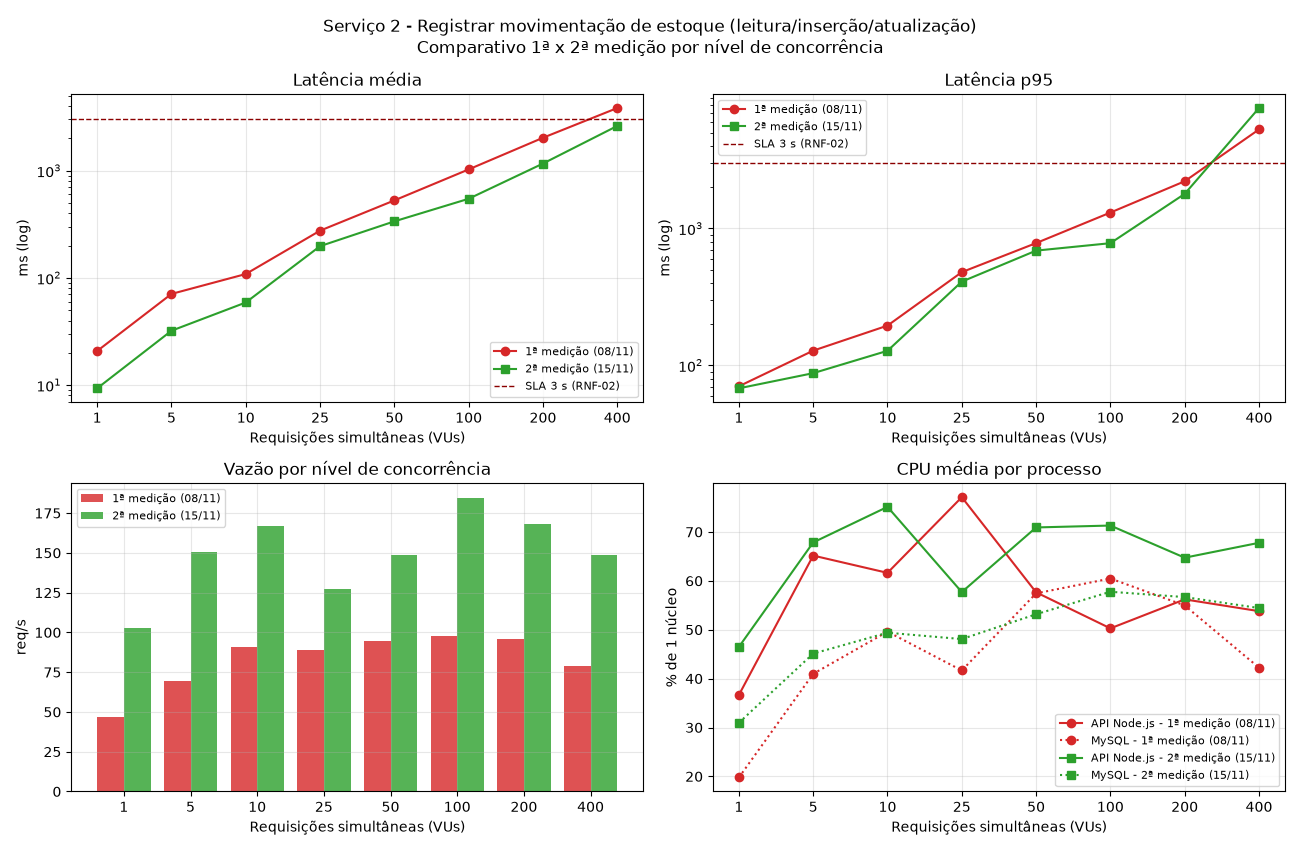 Serviço 2 - Registrar movimentação de estoque (leitura/inserção/atualização)
Comparativo 1ª x 2ª medição por nível de concorrência
Latência média
ms (log)
10³
10²
10¹
1 5 10 25 50 100 200 400
Requisições simultâneas (VUs)
1ª medição (08/11)
2ª medição (15/11)
SLA 3 s (RNF-02)
Latência p95
ms (log)
10³
10²
1 5 10 25 50 100 200 400
Requisições simultâneas (VUs)
1ª medição (08/11)
2ª medição (15/11)
SLA 3 s (RNF-02)
Vazão por nível de concorrência
req/s
175
150
125
100
75
50
25
0
1 5 10 25 50 100 200 400
Requisições simultâneas (VUs)
1ª medição (08/11)
2ª medição (15/11)
CPU média por processo
% de 1 núcleo
70
60
50
40
30
20
1 5 10 25 50 100 200 400
Requisições simultâneas (VUs)
API Node.js - 1ª medição (08/11)
MySQL - 1ª medição (08/11)
API Node.js - 2ª medição (15/11)
MySQL - 2ª medição (15/11)